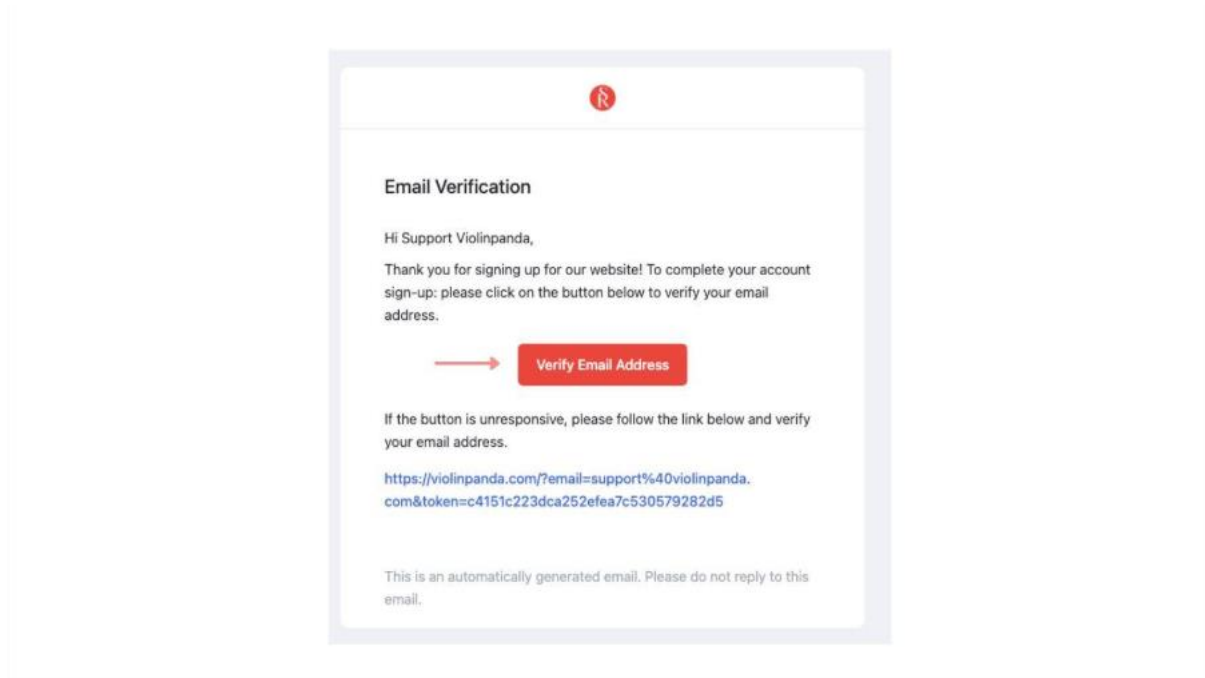 Email Verification
Hi Support Violinpanda,
Thank you for signing up for our website! To complete your account
sign-up: please click on the button below to verify your email
address.
Verify Email Address
If the button is unresponsive, please follow the link below and verify
your email address.
https://violinpanda.com/?email=support%40violinpanda.
com&token=c4151c223dca252efea7c530579282d5
This is an automatically generated email. Please do not reply to this
email.